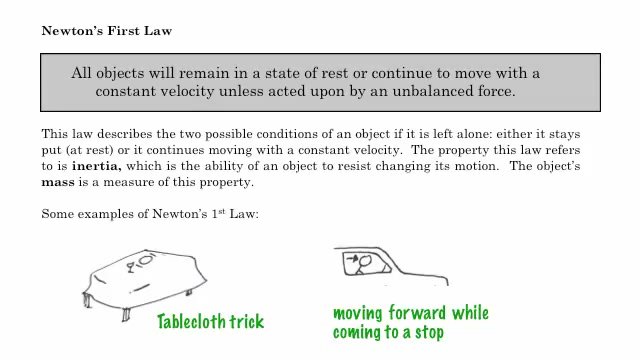 Newton's First Law
All objects will remain in a state of rest or continue to move with a
constant velocity unless acted upon by an unbalanced force.
This law describes the two possible conditions of an object if it is left alone: either it stays
put (at rest) or it continues moving with a constant velocity. The property this law refers
to is inertia, which is the ability of an object to resist changing its motion. The object's
mass is a measure of this property.
Some examples of Newton's 1st Law:
Tablecloth trick
moving forward while
coming to a stop